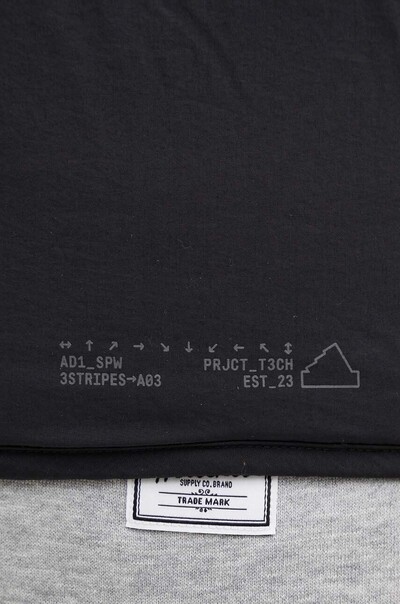 ↔ ↑ ↗ → ↘ ↓ ↙ ← ↖ ↕
AD1_SPW PRJCT_T3CH
3STRIPES→A03 EST_23
SUPPLY CO. BRAND
TRADE MARK